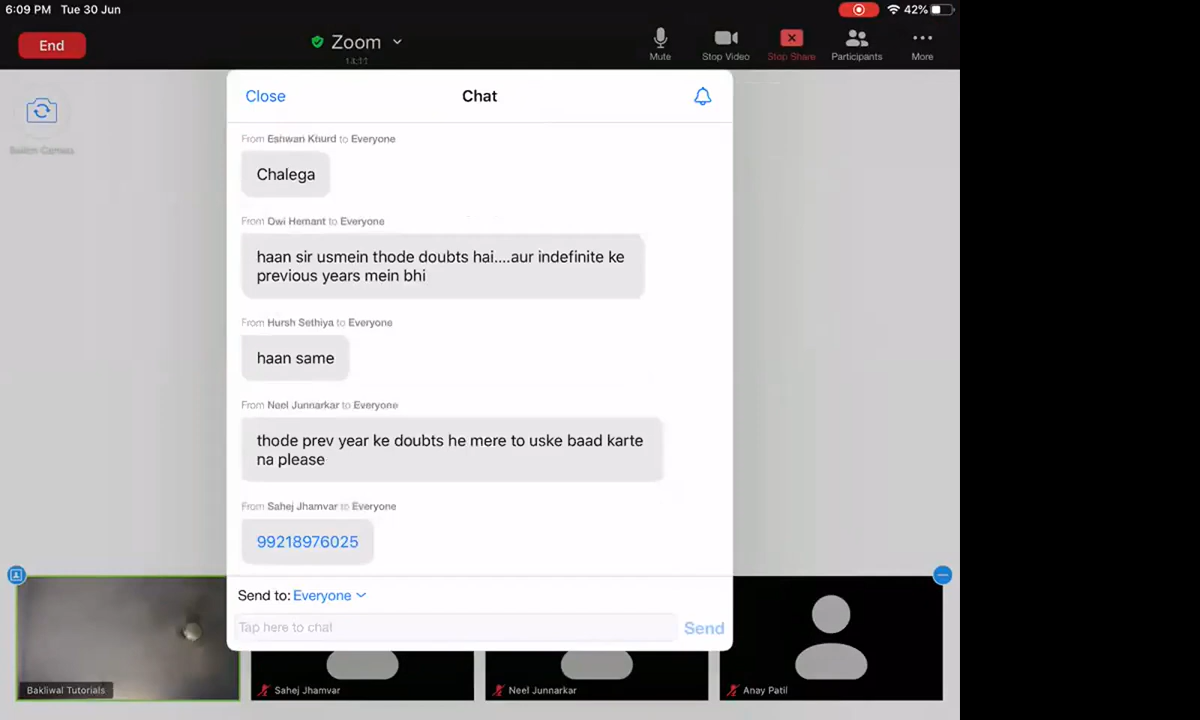 6:09 PM Tue 30 Jun
42%
End
Zoom
Mute
Stop Video
Stop Share
Participants
More
Switch Camera
Close
Chat
From Eshwan Khurd to Everyone
Chalega
From Dwi Hemant to Everyone
haan sir usmein thode doubts hai....aur indefinite ke
previous years mein bhi
From Hursh Sethiya to Everyone
haan same
From Neel Junnarkar to Everyone
thode prev year ke doubts he mere to uske baad karte
na please
From Sahej Jhamvar to Everyone
99218976025
Send to: Everyone
Tap here to chat
Send
Bakliwal Tutorials
Sahej Jhamvar
Neel Junnarkar
Anay Patil